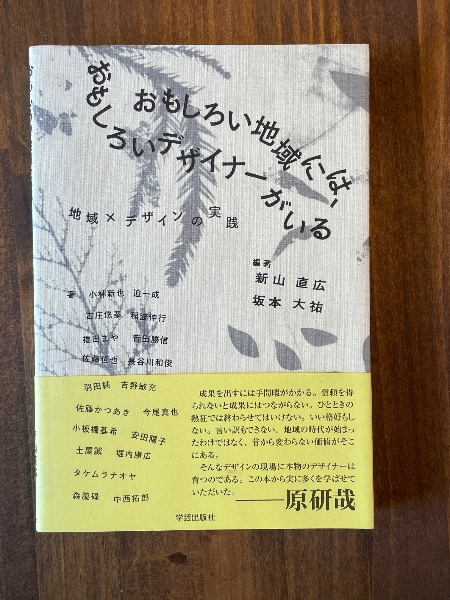 おもしろい地域には、
おもしろいデザイナーがいる
地域×デザインの実践
編著
新山 直広
坂本 大祐
著 小林新也 迫一成
古庄悠泰 稲波伸行
福田まや 吉田勝信
佐藤哲也 長谷川和俊
羽田純 吉野敏充
佐藤かつあき 今尾真也
小板橋基希 安田陽子
土屋誠 堀内康広
タケムラナオヤ
森脇碌 中西拓郎
成果を出すには手間暇がかかる。信頼を得
られないと成果にはつながらない。ひとときの
熱狂では終わらせてはいけない。いい格好もし
ない。言い訳もできない。地域の時代が始まっ
たわけではなく、昔から変わらない価値がそこ
にある。
そんなデザインの現場に本物のデザイナーは
育つのである。この本から実に多くを学ばせて
いただいた。
――原研哉
学芸出版社